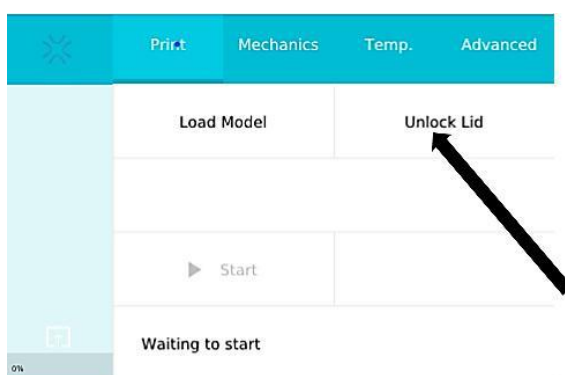 Print Mechanics Temp. Advanced
Load Model Unlock Lid
Start
Waiting to start
0%